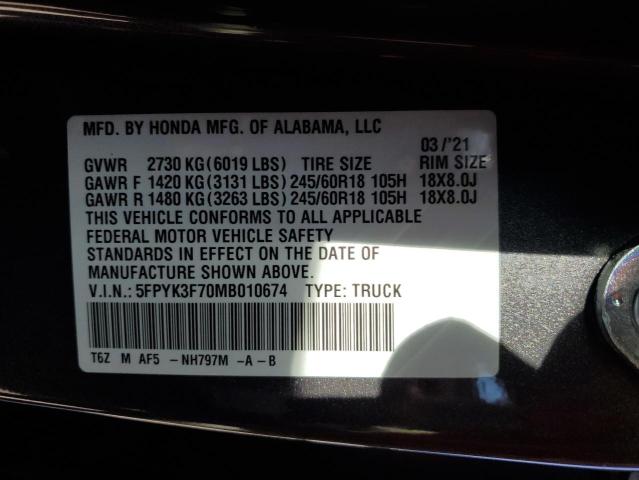 MFD. BY HONDA MFG. OF ALABAMA, LLC
03/'21
GVWR 2730 KG(6019 LBS) TIRE SIZE RIM SIZE
GAWR F 1420 KG(3131 LBS) 245/60R18 105H 18X8.0J
GAWR R 1480 KG(3263 LBS) 245/60R18 105H 18X8.0J
THIS VEHICLE CONFORMS TO ALL APPLICABLE
FEDERAL MOTOR VEHICLE SAFETY
STANDARDS IN EFFECT ON THE DATE OF
MANUFACTURE SHOWN ABOVE.
V.I.N.: 5FPYK3F70MB010674 TYPE: TRUCK
T6Z M AF5 -NH797M -A -B